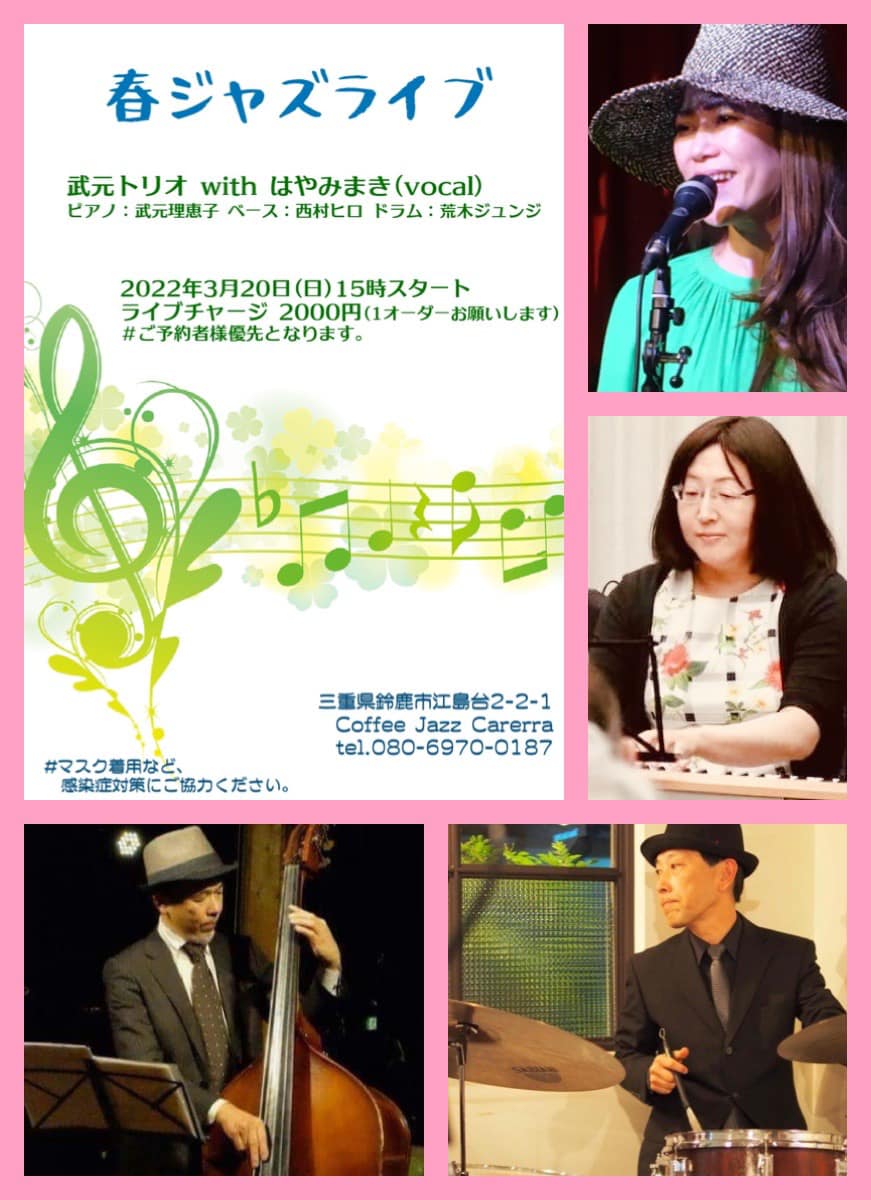 春ジャズライブ
武元トリオ with はやみまき(vocal)
ピアノ：武元理恵子 ベース：西村ヒロ ドラム：荒木ジュンジ
2022年3月20日(日)15時スタート
ライブチャージ 2000円(1オーダーお願いします)
＃ご予約者様優先となります。
三重県鈴鹿市江島台2-2-1
Coffee Jazz Carerra
tel.080-6970-0187
#マスク着用など、
感染症対策にご協力ください。